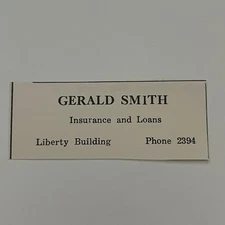 GERALD SMITH
Insurance and Loans
Liberty Building Phone 2394